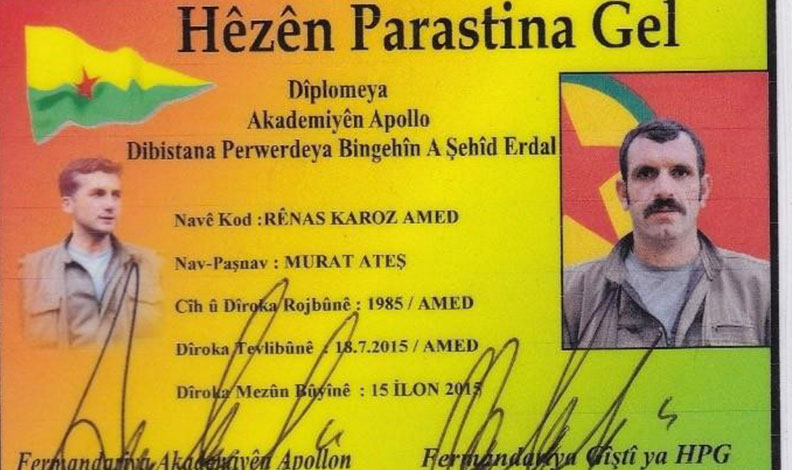 Hêzên Parastina Gel
Dîplomeya
Akademiyên Apollo
Dibistana Perwerdeya Bingehîn A Şehîd Erdal
Navê Kod :RÊNAS KAROZ AMED
Nav-Paşnav : MURAT ATEŞ
Cîh û Dîroka Rojbûnê : 1985 / AMED
Dîroka Tevlibûnê : 18.7.2015 / AMED
Dîroka Mezûn Bûyînê : 15 İLON 2015
Fermandariya Akademiyên Apollon
Fermandariya Giştî ya HPG